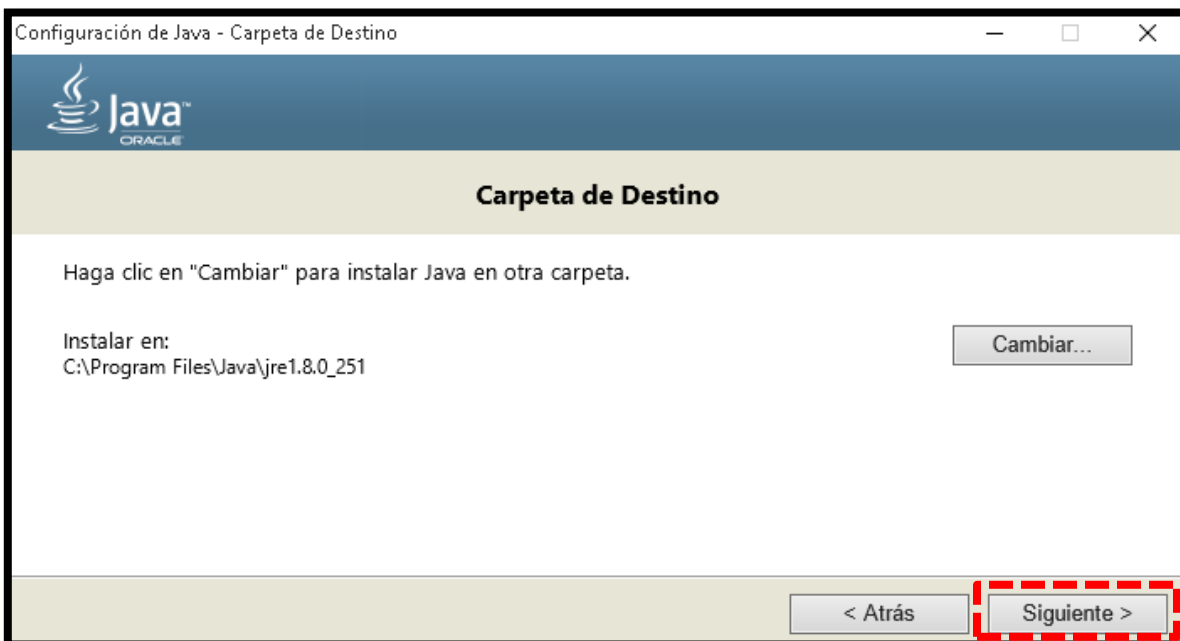 Configuración de Java - Carpeta de Destino
Java™
ORACLE
Carpeta de Destino
Haga clic en "Cambiar" para instalar Java en otra carpeta.
Instalar en:
C:\Program Files\Java\jre1.8.0_251
Cambiar...
< Atrás
Siguiente >